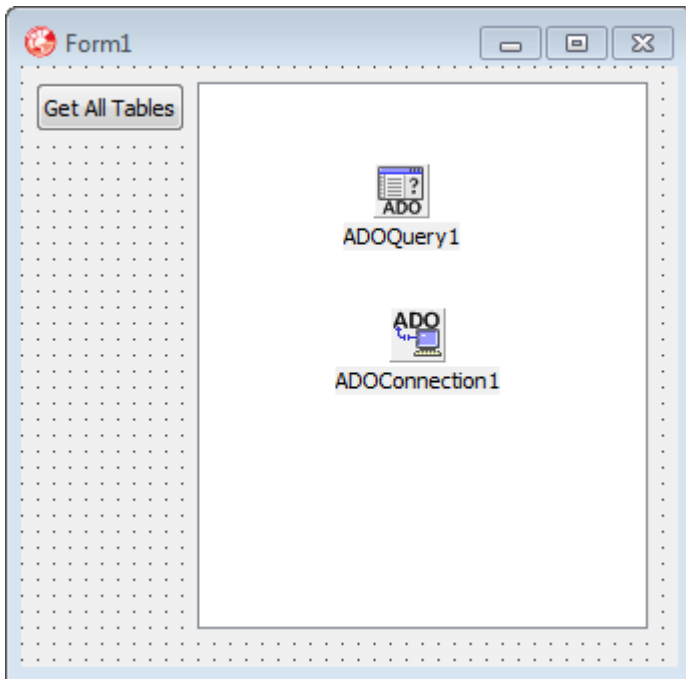 Form1
Get All Tables
?
ADO
ADOQuery1
ADO
ADOConnection1